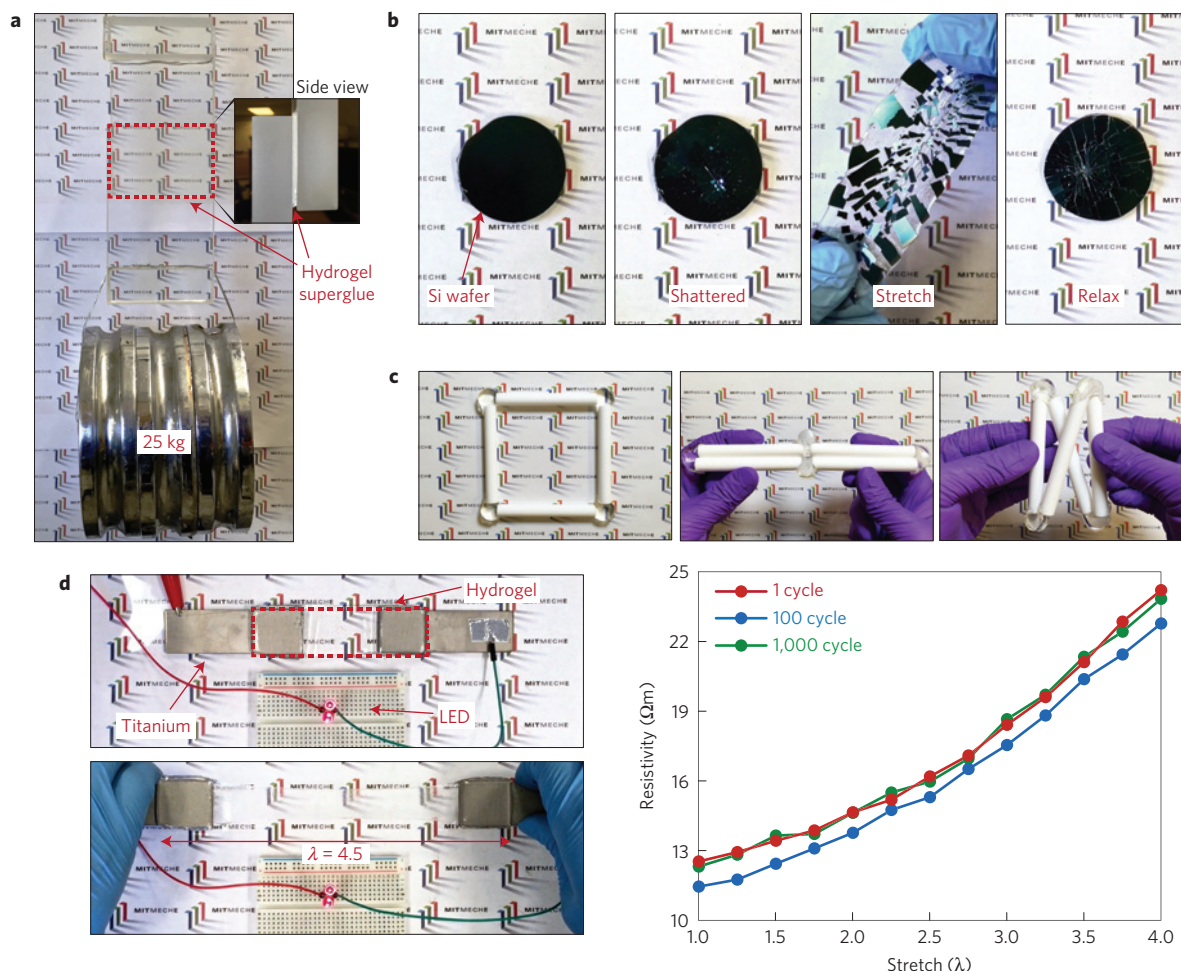 a
Side view
Hydrogel
superglue
25 kg
b
MITMECHE
Si wafer
Shattered
Stretch
Relax
c
MITMECHE
d
Hydrogel
Titanium
LED
MITMECHE
λ = 4.5
25
22
19
16
13
10
Resistivity (Ωm)
1 cycle
100 cycle
1,000 cycle
1.0 1.5 2.0 2.5 3.0 3.5 4.0
Stretch (λ)